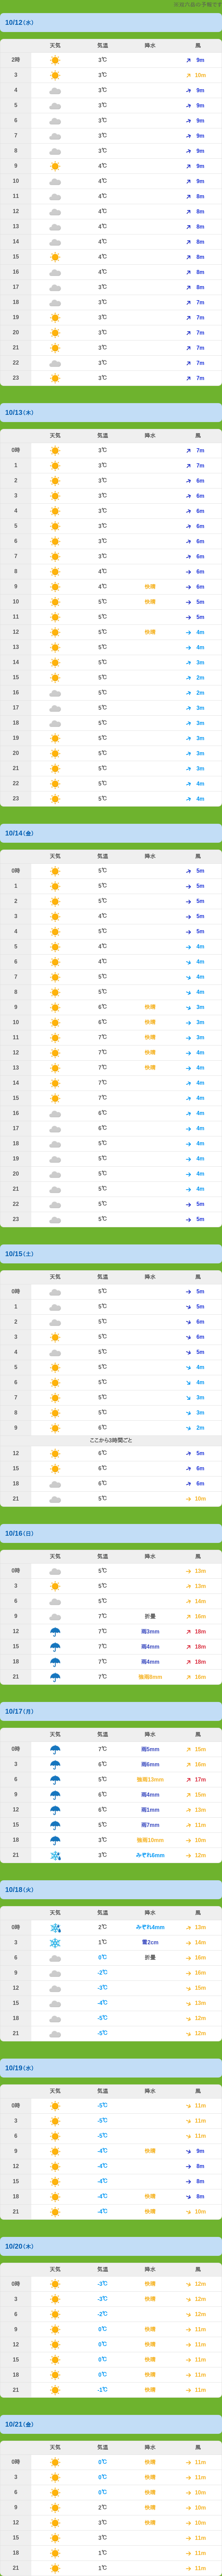 10/12(水)
天気 気温 降水 風
2時 3℃ 9m
3 3℃ 10m
4 3℃ 9m
5 3℃ 9m
6 3℃ 9m
7 3℃ 9m
8 3℃ 9m
9 4℃ 9m
10 4℃ 9m
11 4℃ 8m
12 4℃ 8m
13 4℃ 8m
14 4℃ 8m
15 4℃ 8m
16 4℃ 8m
17 3℃ 8m
18 3℃ 7m
19 3℃ 7m
20 3℃ 7m
21 3℃ 7m
22 3℃ 7m
23 3℃ 7m
10/13(木)
天気 気温 降水 風
0時 3℃ 7m
1 3℃ 7m
2 3℃ 6m
3 3℃ 6m
4 3℃ 6m
5 3℃ 6m
6 3℃ 6m
7 3℃ 6m
8 4℃ 6m
9 4℃ 快晴 6m
10 5℃ 快晴 5m
11 5℃ 5m
12 5℃ 快晴 4m
13 5℃ 4m
14 5℃ 3m
15 5℃ 2m
16 5℃ 2m
17 5℃ 3m
18 5℃ 3m
19 5℃ 3m
20 5℃ 3m
21 5℃ 3m
22 5℃ 4m
23 5℃ 4m
10/14(金)
天気 気温 降水 風
0時 5℃ 5m
1 5℃ 5m
2 5℃ 5m
3 4℃ 5m
4 5℃ 5m
5 4℃ 4m
6 4℃ 4m
7 5℃ 4m
8 5℃ 4m
9 6℃ 快晴 3m
10 6℃ 快晴 3m
11 7℃ 快晴 3m
12 7℃ 快晴 4m
13 7℃ 快晴 4m
14 7℃ 4m
15 7℃ 4m
16 6℃ 4m
17 6℃ 4m
18 5℃ 4m
19 5℃ 4m
20 5℃ 4m
21 5℃ 4m
22 5℃ 5m
23 5℃ 5m
10/15(土)
天気 気温 降水 風
0時 5℃ 5m
1 5℃ 5m
2 5℃ 6m
3 5℃ 6m
4 5℃ 5m
5 5℃ 4m
6 5℃ 4m
7 5℃ 3m
8 5℃ 3m
9 6℃ 2m
ここから3時間ごと
12 6℃ 5m
15 6℃ 6m
18 6℃ 6m
21 5℃ 10m
10/16(日)
天気 気温 降水 風
0時 5℃ 13m
3 5℃ 13m
6 5℃ 14m
9 7℃ 折畳 16m
12 7℃ 雨3mm 18m
15 7℃ 雨4mm 18m
18 7℃ 雨4mm 18m
21 7℃ 強雨8mm 16m
10/17(月)
天気 気温 降水 風
0時 7℃ 雨5mm 15m
3 6℃ 雨6mm 16m
6 5℃ 強雨13mm 17m
9 6℃ 雨4mm 15m
12 6℃ 雨1mm 13m
15 5℃ 雨7mm 11m
18 3℃ 強雨10mm 10m
21 3℃ みぞれ6mm 12m
10/18(火)
天気 気温 降水 風
0時 2℃ みぞれ4mm 13m
3 1℃ 雪2cm 14m
6 0℃ 折畳 16m
9 -2℃ 16m
12 -3℃ 15m
15 -4℃ 13m
18 -5℃ 12m
21 -5℃ 12m
10/19(水)
天気 気温 降水 風
0時 -5℃ 11m
3 -5℃ 11m
6 -5℃ 11m
9 -4℃ 快晴 9m
12 -4℃ 8m
15 -4℃ 8m
18 -4℃ 快晴 8m
21 -4℃ 快晴 10m
10/20(木)
天気 気温 降水 風
0時 -3℃ 快晴 12m
3 -3℃ 快晴 12m
6 -2℃ 快晴 12m
9 0℃ 快晴 11m
12 0℃ 快晴 11m
15 0℃ 快晴 11m
18 0℃ 快晴 11m
21 -1℃ 快晴 11m
10/21(金)
天気 気温 降水 風
0時 0℃ 快晴 11m
3 0℃ 快晴 11m
6 0℃ 快晴 10m
9 2℃ 快晴 10m
12 3℃ 快晴 10m
15 3℃ 11m
18 1℃ 11m
21 1℃ 11m